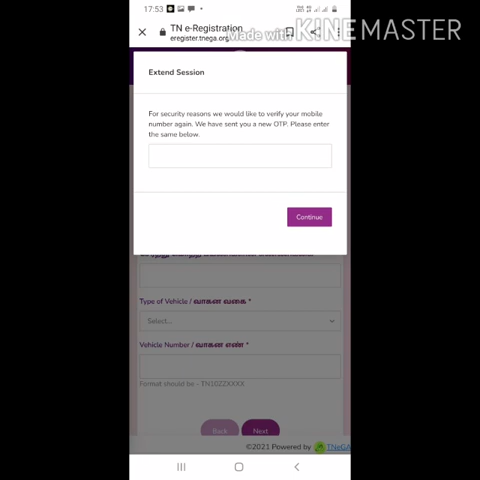 17:53
TN e-Registration
eregister.tnega.org
Made with KINEMASTER
Extend Session
For security reasons we would like to verify your mobile
number again. We have sent you a new OTP. Please enter
the same below.
Continue
Type of Vehicle / வாகன வகை *
Select...
Vehicle Number / வாகன எண் *
Format should be - TN10ZZXXXX
Back
Next
©2021 Powered by TNeGA